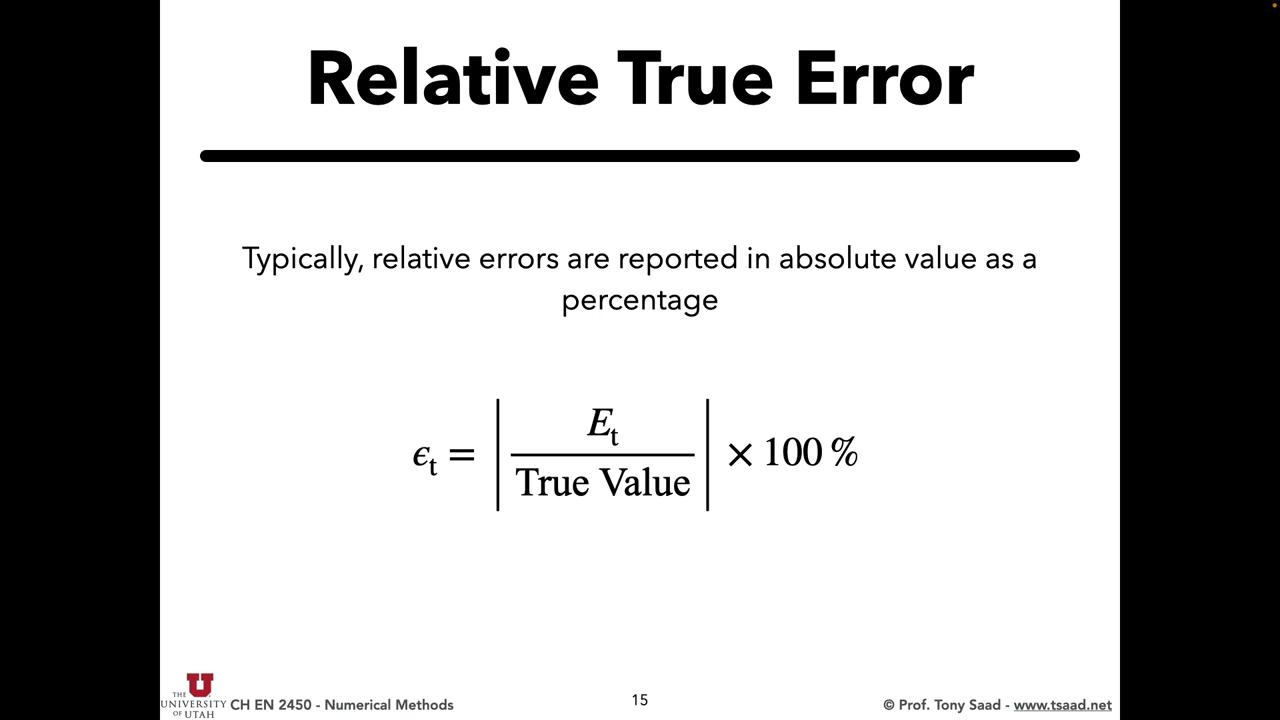 Relative True Error
Typically, relative errors are reported in absolute value as a
percentage
ϵt = | Et / True Value | × 100 %
THE
UNIVERSITY
OF UTAH
CH EN 2450 - Numerical Methods
15
© Prof. Tony Saad - www.tsaad.net